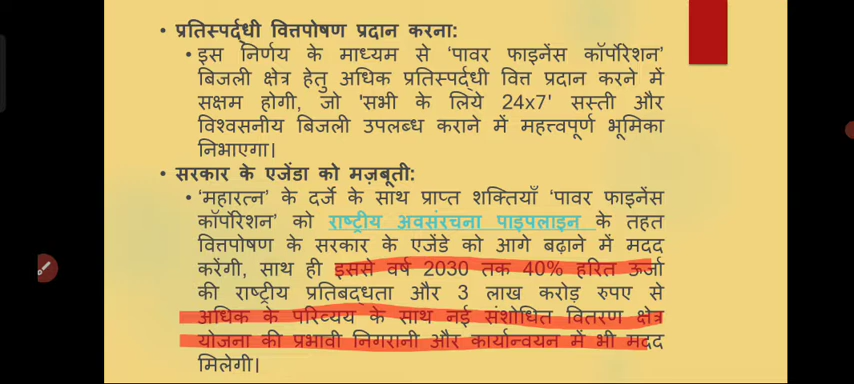 • प्रतिस्पर्द्धी वित्तपोषण प्रदान करना:
• इस निर्णय के माध्यम से 'पावर फाइनेंस कॉर्पोरेशन'
बिजली क्षेत्र हेतु अधिक प्रतिस्पर्द्धी वित्त प्रदान करने में
सक्षम होगी, जो 'सभी के लिये 24x7' सस्ती और
विश्वसनीय बिजली उपलब्ध कराने में महत्त्वपूर्ण भूमिका
निभाएगा।
• सरकार के एजेंडा को मज़बूती:
• 'महारत्न' के दर्जे के साथ प्राप्त शक्तियाँ 'पावर फाइनेंस
कॉर्पोरेशन' को राष्ट्रीय अवसंरचना पाइपलाइन के तहत
वित्तपोषण के सरकार के एजेंडे को आगे बढ़ाने में मदद
करेंगी, साथ ही इससे वर्ष 2030 तक 40% हरित ऊर्जा
की राष्ट्रीय प्रतिबद्धता और 3 लाख करोड़ रुपए से
अधिक के परिव्यय के साथ नई संशोधित वितरण क्षेत्र
योजना की प्रभावी निगरानी और कार्यान्वयन में भी मदद
मिलेगी।